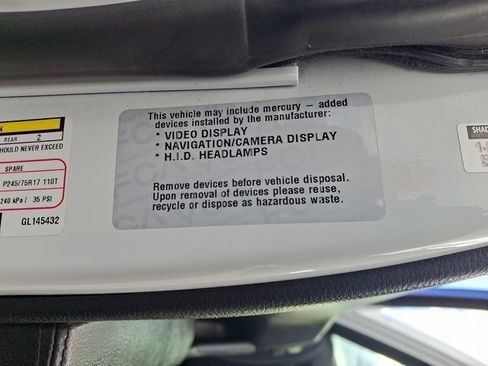 N
REAR 2
SHOULD NEVER EXCEED
SPARE
P245/75R17 110T
240 kPa / 35 PSI
GL145432
This vehicle may include mercury – added
devices installed by the manufacturer:
* VIDEO DISPLAY
* NAVIGATION/CAMERA DISPLAY
* H.I.D. HEADLAMPS
Remove devices before vehicle disposal.
Upon removal of devices please reuse,
recycle or dispose as hazardous waste.
SHAD